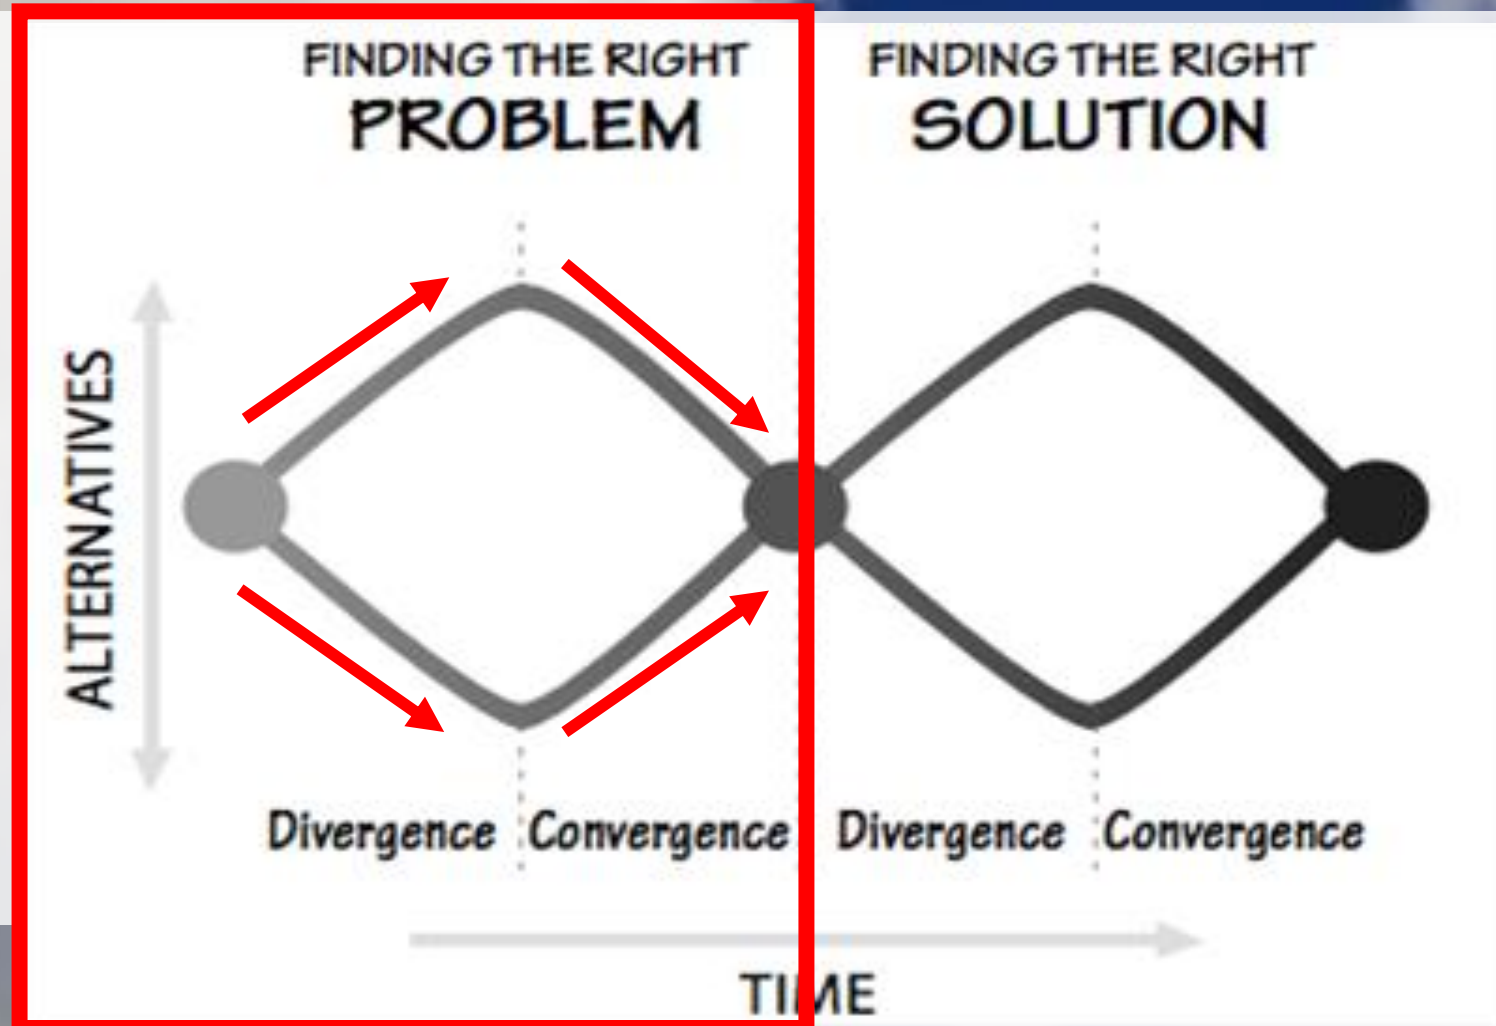 FINDING THE RIGHT
PROBLEM
FINDING THE RIGHT
SOLUTION
ALTERNATIVES
Divergence
Convergence
Divergence
Convergence
TIME